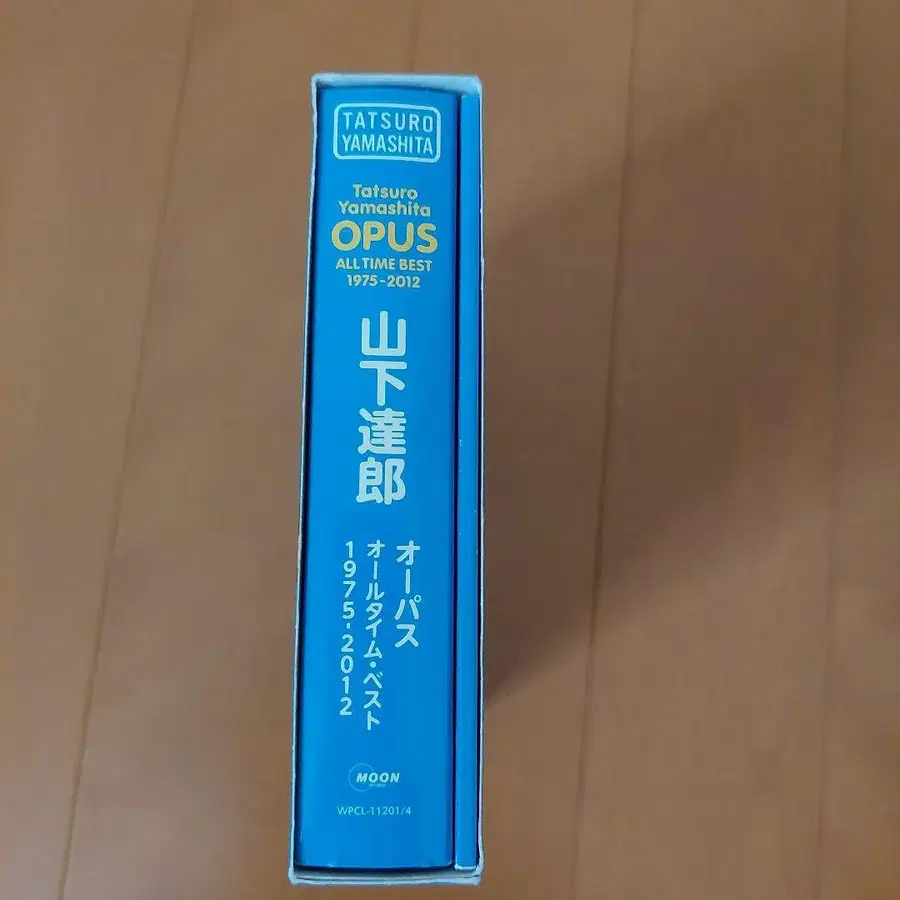 TATSURO
YAMASHITA
Tatsuro
Yamashita
OPUS
ALL TIME BEST
1975-2012
山下達郎
オーパス
オールタイム・ベスト
1975-2012
MOON
WPCL-11201/4